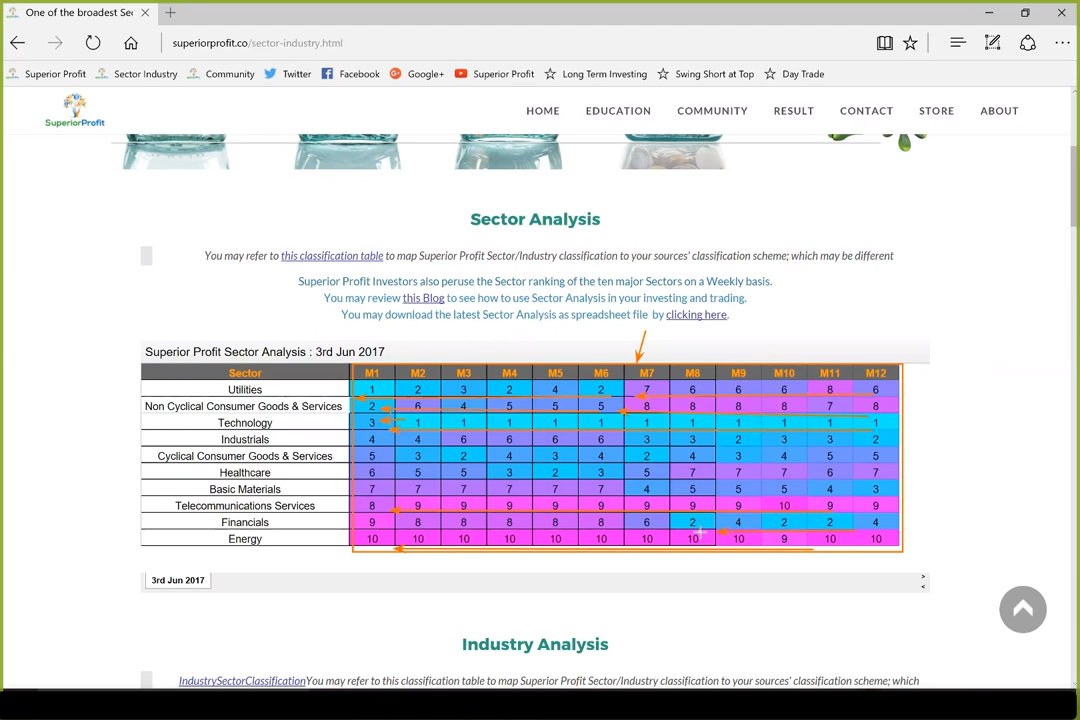 One of the broadest Sec
superiorprofit.co/sector-industry.html
Superior Profit Sector Industry Community Twitter Facebook Google+ Superior Profit Long Term Investing Swing Short at Top Day Trade
SuperiorProfit
HOME EDUCATION COMMUNITY RESULT CONTACT STORE ABOUT
Sector Analysis
You may refer to this classification table to map Superior Profit Sector/Industry classification to your sources' classification scheme; which may be different
Superior Profit Investors also peruse the Sector ranking of the ten major Sectors on a Weekly basis.
You may review this Blog to see how to use Sector Analysis in your investing and trading.
You may download the latest Sector Analysis as spreadsheet file by clicking here.
Superior Profit Sector Analysis : 3rd Jun 2017
Sector M1 M2 M3 M4 M5 M6 M7 M8 M9 M10 M11 M12
Utilities 1 2 3 2 4 2 7 6 6 6 8 6
Non Cyclical Consumer Goods & Services 2 6 4 5 5 5 8 8 8 8 7 8
Technology 3 1 1 1 1 1 1 1 1 1 1 1
Industrials 4 4 6 6 6 6 3 3 2 3 3 2
Cyclical Consumer Goods & Services 5 3 2 4 3 4 2 4 3 4 5 5
Healthcare 6 5 5 3 2 3 5 7 7 7 6 7
Basic Materials 7 7 7 7 7 7 4 5 5 5 4 3
Telecommunications Services 8 9 9 9 9 9 9 9 9 10 9 9
Financials 9 8 8 8 8 8 6 2 4 2 2 4
Energy 10 10 10 10 10 10 10 10 10 9 10 10
3rd Jun 2017
Industry Analysis
IndustrySectorClassificationYou may refer to this classification table to map Superior Profit Sector/Industry classification to your sources' classification scheme; which